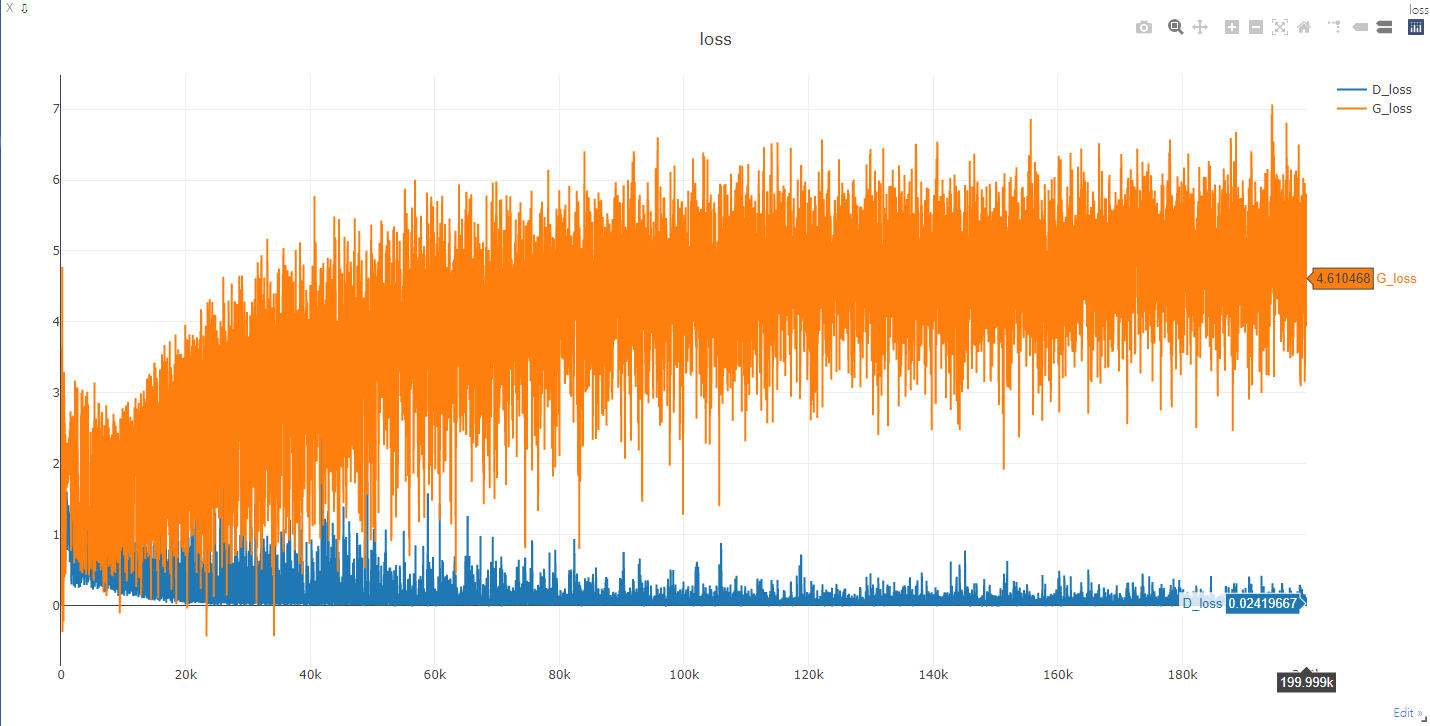 X ⇩
loss
loss
D_loss
G_loss
7
6
5
4
3
2
1
0
4.610468 G_loss
D_loss 0.02419667
0 20k 40k 60k 80k 100k 120k 140k 160k 180k
199.999k
Edit »